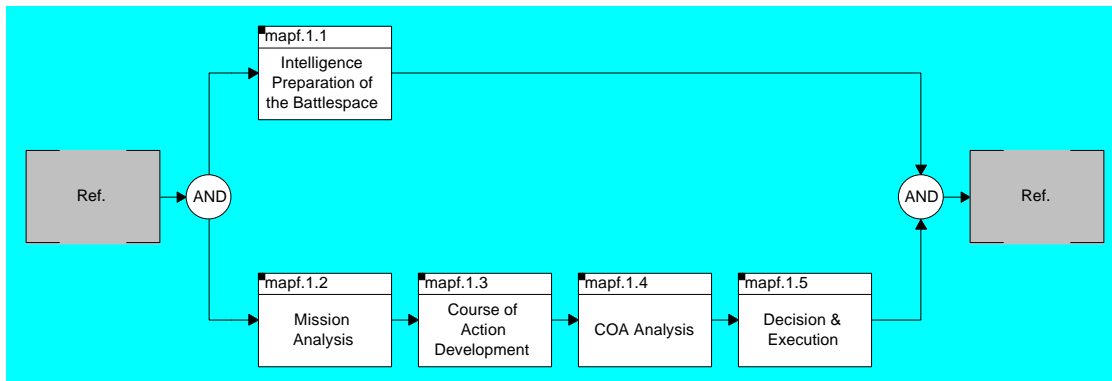 mapf.1.1
Intelligence
Preparation of
the Battlespace
Ref.
AND
AND
Ref.
mapf.1.2
Mission
Analysis
mapf.1.3
Course of
Action
Development
mapf.1.4
COA Analysis
mapf.1.5
Decision &
Execution